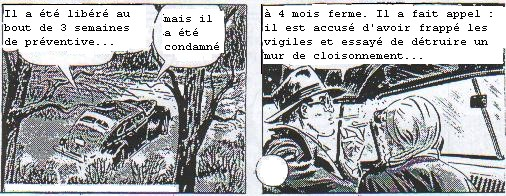 Il a été libéré au
bout de 3 semaines
de préventive...
mais il
a été
condamné
à 4 mois ferme. Il a fait appel :
il est accusé d'avoir frappé les
vigiles et essayé de détruire un
mur de cloisonnement...